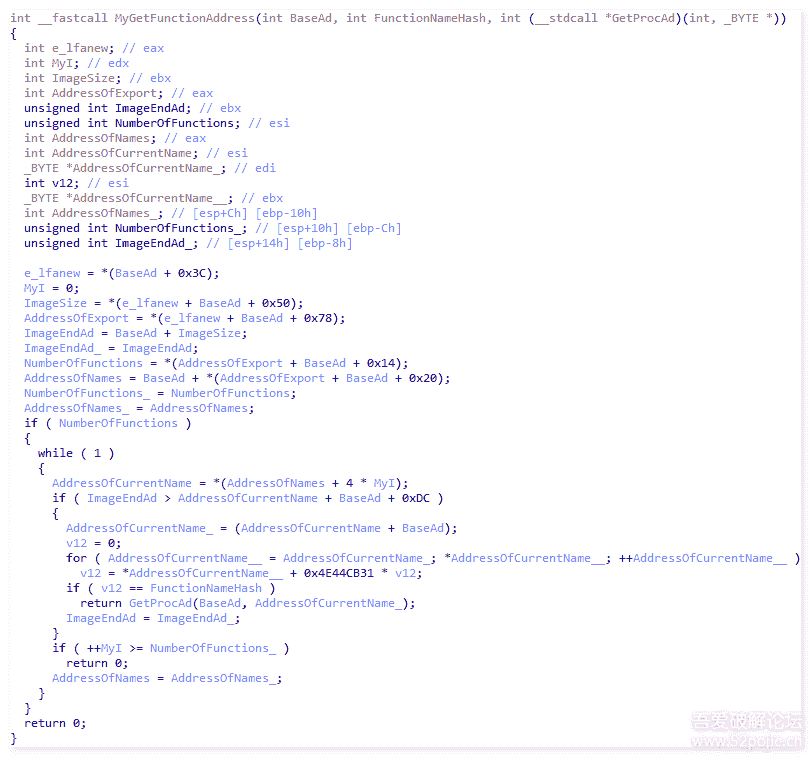 int __fastcall MyGetFunctionAddress(int BaseAd, int FunctionNameHash, int (__stdcall *GetProcAd)(int, _BYTE *))
{
  int e_lfanew; // eax
  int MyI; // edx
  int ImageSize; // ebx
  int AddressOfExport; // eax
  unsigned int ImageEndAd; // ebx
  unsigned int NumberOfFunctions; // esi
  int AddressOfNames; // eax
  int AddressOfCurrentName; // esi
  _BYTE *AddressOfCurrentName_; // edi
  int v12; // esi
  _BYTE *AddressOfCurrentName__; // ebx
  int AddressOfNames_; // [esp+Ch] [ebp-10h]
  unsigned int NumberOfFunctions_; // [esp+10h] [ebp-Ch]
  unsigned int ImageEndAd_; // [esp+14h] [ebp-8h]

  e_lfanew = *(BaseAd + 0x3C);
  MyI = 0;
  ImageSize = *(e_lfanew + BaseAd + 0x50);
  AddressOfExport = *(e_lfanew + BaseAd + 0x78);
  ImageEndAd = BaseAd + ImageSize;
  ImageEndAd_ = ImageEndAd;
  NumberOfFunctions = *(AddressOfExport + BaseAd + 0x14);
  AddressOfNames = BaseAd + *(AddressOfExport + BaseAd + 0x20);
  NumberOfFunctions_ = NumberOfFunctions;
  AddressOfNames_ = AddressOfNames;
  if ( NumberOfFunctions )
  {
    while ( 1 )
    {
      AddressOfCurrentName = *(AddressOfNames + 4 * MyI);
      if ( ImageEndAd > AddressOfCurrentName + BaseAd + 0xDC )
      {
        AddressOfCurrentName_ = (AddressOfCurrentName + BaseAd);
        v12 = 0;
        for ( AddressOfCurrentName__ = AddressOfCurrentName_; *AddressOfCurrentName__; ++AddressOfCurrentName__ )
          v12 = *AddressOfCurrentName__ + 0x4E44CB31 * v12;
        if ( v12 == FunctionNameHash )
          return GetProcAd(BaseAd, AddressOfCurrentName_);
        ImageEndAd = ImageEndAd_;
      }
      if ( ++MyI >= NumberOfFunctions_ )
        return 0;
      AddressOfNames = AddressOfNames_;
    }
  }
  return 0;
}
吾爱破解论坛
www.52pojie.cn